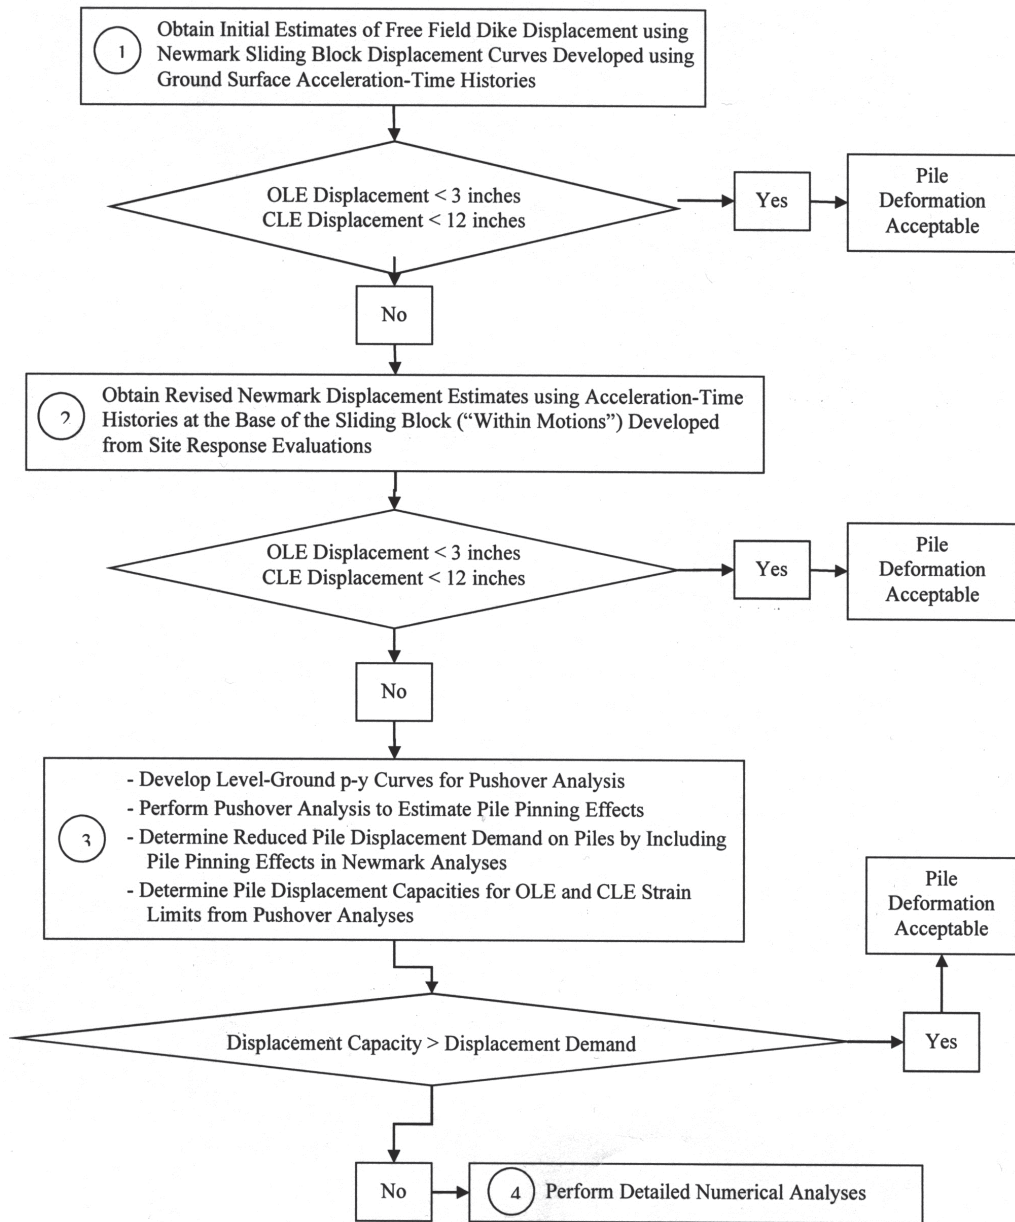 1
Obtain Initial Estimates of Free Field Dike Displacement using
Newmark Sliding Block Displacement Curves Developed using
Ground Surface Acceleration-Time Histories
OLE Displacement < 3 inches
CLE Displacement < 12 inches
Yes
Pile
Deformation
Acceptable
No
2
Obtain Revised Newmark Displacement Estimates using Acceleration-Time
Histories at the Base of the Sliding Block (“Within Motions”) Developed
from Site Response Evaluations
OLE Displacement < 3 inches
CLE Displacement < 12 inches
Yes
Pile
Deformation
Acceptable
No
3
- Develop Level-Ground p-y Curves for Pushover Analysis
- Perform Pushover Analysis to Estimate Pile Pinning Effects
- Determine Reduced Pile Displacement Demand on Piles by Including
Pile Pinning Effects in Newmark Analyses
- Determine Pile Displacement Capacities for OLE and CLE Strain
Limits from Pushover Analyses
Pile
Deformation
Acceptable
Displacement Capacity > Displacement Demand
Yes
No
4
Perform Detailed Numerical Analyses